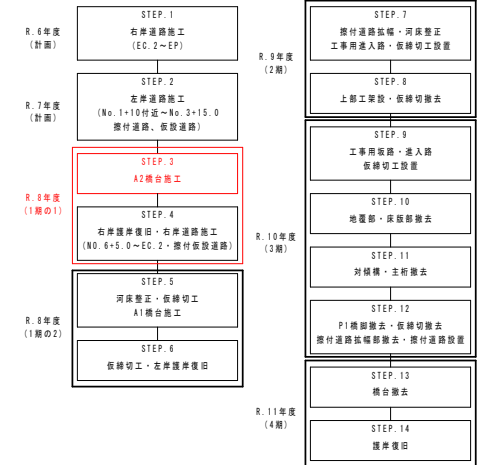 R.6年度
(計画)
STEP.1
右岸道路施工
(EC.2～EP)
R.7年度
(計画)
STEP.2
左岸道路施工
(No.1+10付近～No.3+15.0
擦付道路、仮設道路)
R.8年度
(1期の1)
STEP.3
A2橋台施工
STEP.4
右岸護岸復旧・右岸道路施工
(NO.6+5.0～EC.2・擦付仮設道路)
R.8年度
(1期の2)
STEP.5
河床整正・仮締切工
A1橋台施工
STEP.6
仮締切工・左岸護岸復旧
R.9年度
(2期)
STEP.7
擦付道路拡幅・河床整正
工事用進入路・仮締切工設置
STEP.8
上部工架設・仮締切撤去
R.10年度
(3期)
STEP.9
工事用坂路・進入路
仮締切工設置
STEP.10
地覆部・床版部撤去
STEP.11
対傾構・主桁撤去
STEP.12
P1橋脚撤去・仮締切撤去
擦付道路拡幅部撤去・擦付道路設置
R.11年度
(4期)
STEP.13
橋台撤去
STEP.14
護岸復旧